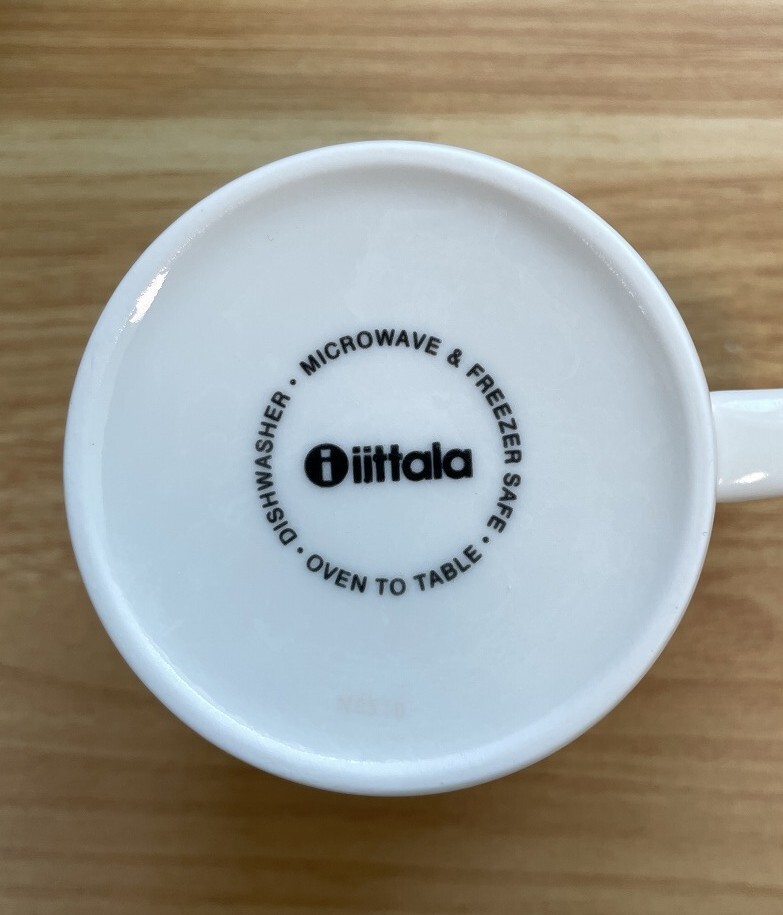 DISHWASHER · MICROWAVE & FREEZER SAFE · OVEN TO TABLE ·
i iittala